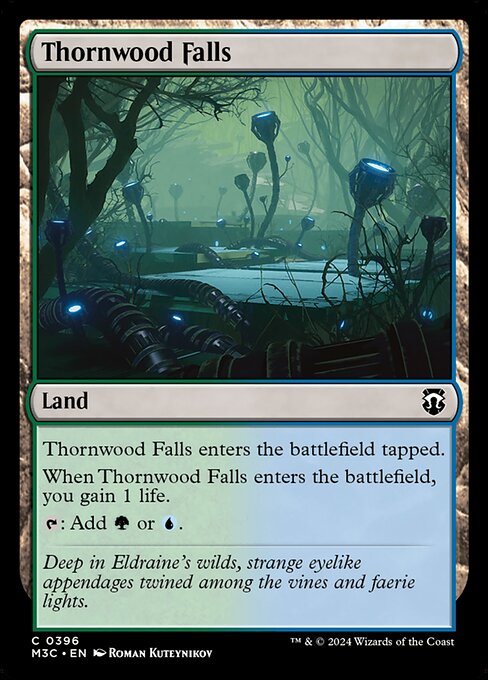 Thornwood Falls
Land
Thornwood Falls enters the battlefield tapped.
When Thornwood Falls enters the battlefield,
you gain 1 life.
: Add or .
Deep in Eldraine's wilds, strange eyelike
appendages twined among the vines and faerie
lights.
C 0396
M3C • EN Roman Kuteynikov
™ & © 2024 Wizards of the Coast